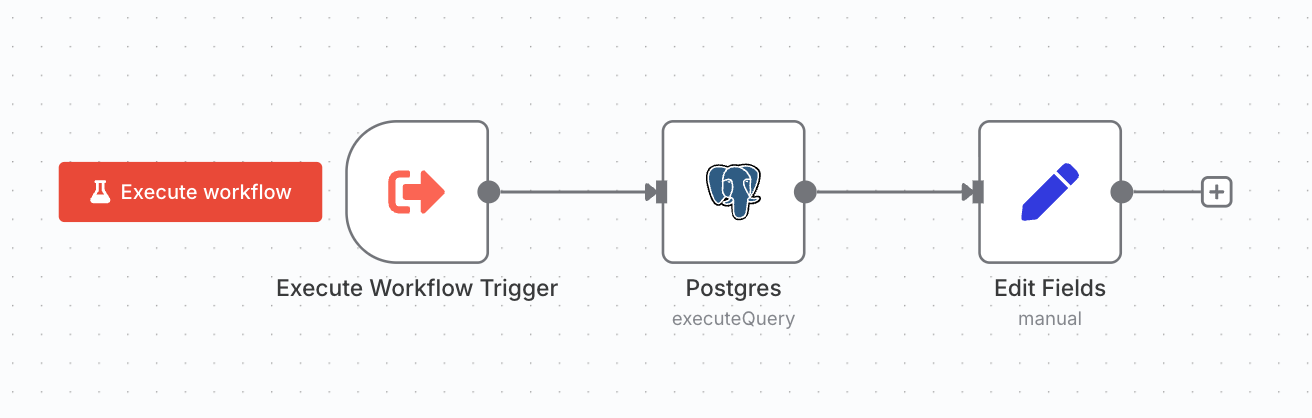 Execute workflow
Execute Workflow Trigger
Postgres
executeQuery
Edit Fields
manual